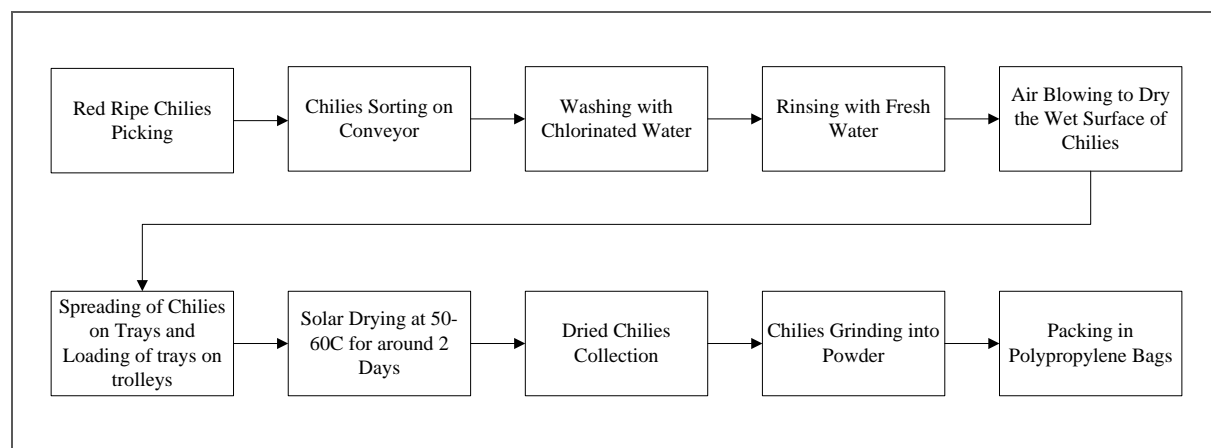 Red Ripe Chilies
Picking
Chilies Sorting on
Conveyor
Washing with
Chlorinated Water
Rinsing with Fresh
Water
Air Blowing to Dry
the Wet Surface of
Chilies
Spreading of Chilies
on Trays and
Loading of trays on
trolleys
Solar Drying at 50-
60C for around 2
Days
Dried Chilies
Collection
Chilies Grinding into
Powder
Packing in
Polypropylene Bags